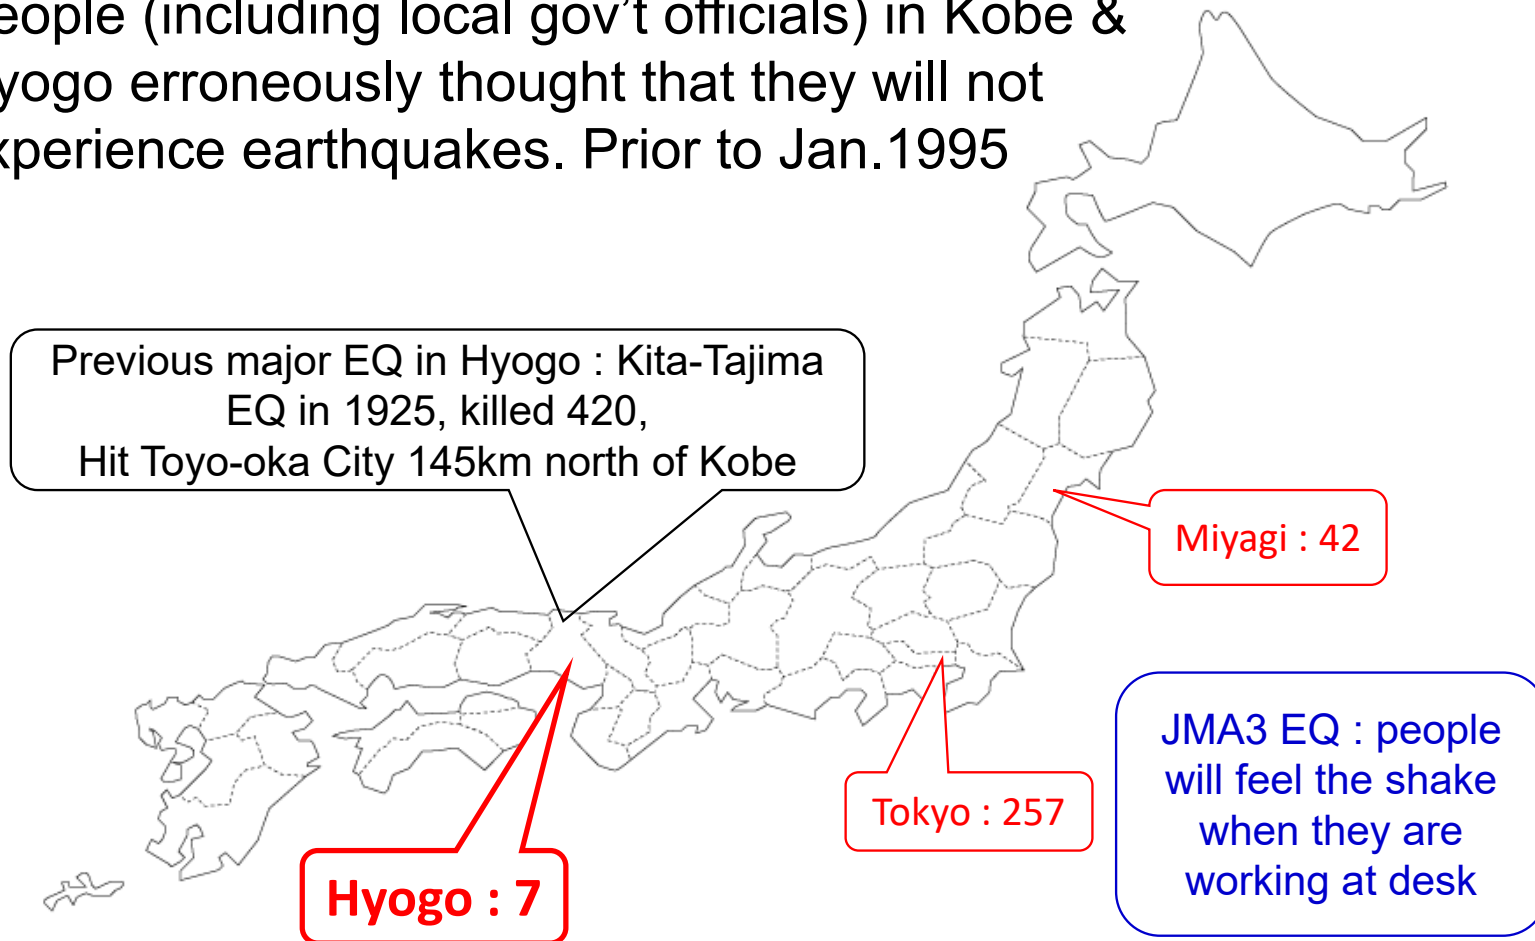 eople (including local gov't officials) in Kobe &
yogo erroneously thought that they will not
xperience earthquakes. Prior to Jan.1995
Previous major EQ in Hyogo : Kita-Tajima
EQ in 1925, killed 420,
Hit Toyo-oka City 145km north of Kobe
Miyagi : 42
JMA3 EQ : people
will feel the shake
when they are
working at desk
Tokyo : 257
Hyogo : 7